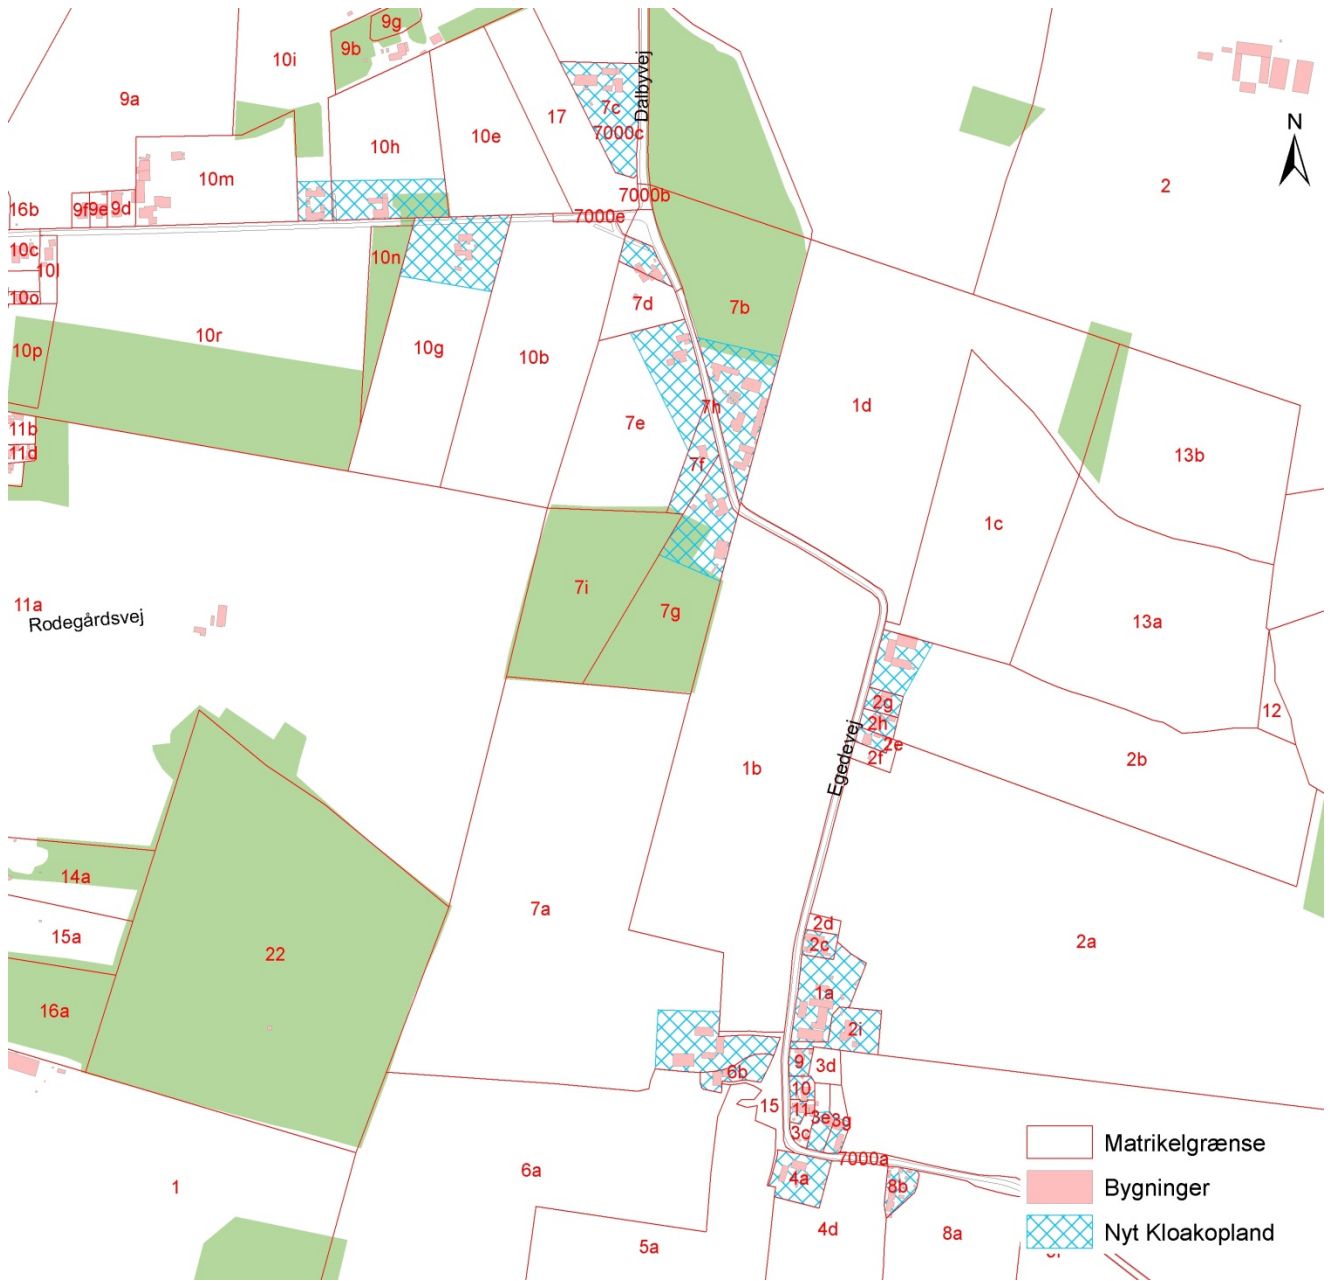 9g
9b
10i
9a
Dalbyvej
7c
17
7000c
10e
10h
10m
2
7000b
16b
9f
9e
9d
7000e
10c
10l
10n
10o
7d
7b
10r
10g
10b
10p
1d
7h
7e
11b
11d
7f
13b
1c
7i
7g
11a
Rodegårdsvej
13a
2g
2h
2e
2f
12
Egedevej
1b
2b
14a
7a
2d
2c
2a
15a
22
1a
16a
2i
9
3d
6b
10
15
11
3e
3g
3c
7000a
6a
4a
8b
1
4d
8a
5a
N
Matrikelgrænse
Bygninger
Nyt Kloakopland